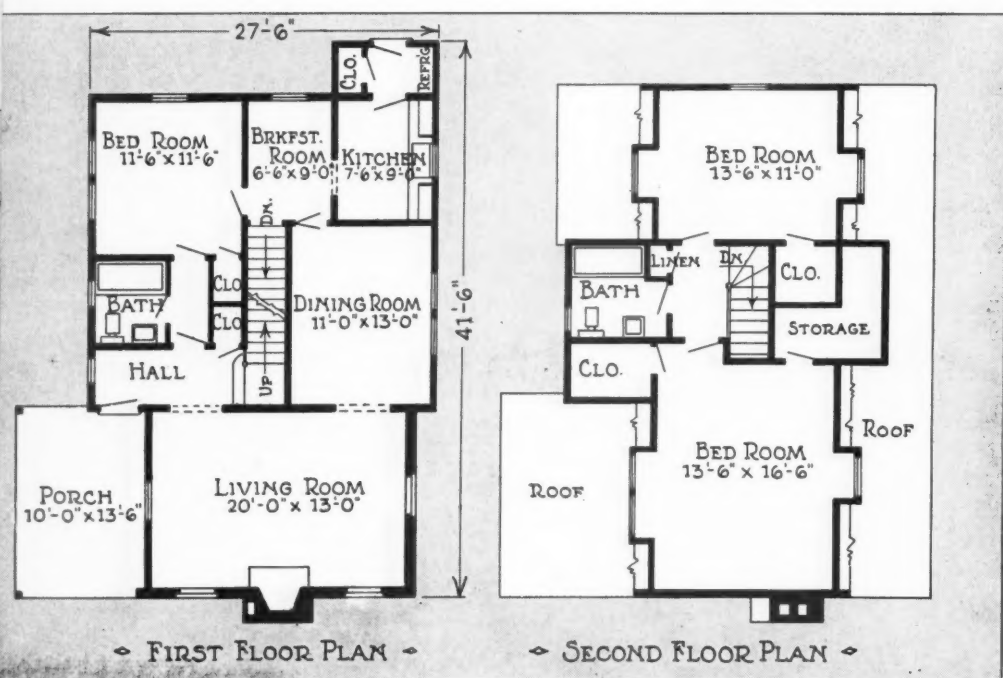 27'-6"
CLO.
REFRG.
BED ROOM
11'-6" x 11'-6"
BRKFST.
ROOM
6'-6" x 9'-0"
KITCHEN
7'-6" x 9'-0"
DN.
CLO
CLO
BATH
DINING ROOM
11'-0" x 13'-0"
41'-6"
HALL
UP
PORCH
10'-0" x 13'-6"
LIVING ROOM
20'-0" x 13'-0"
FIRST FLOOR PLAN
BED ROOM
13'-6" x 11'-0"
LINEN
DN.
CLO.
BATH
STORAGE
CLO.
ROOF
BED ROOM
13'-6" x 16'-6"
ROOF
SECOND FLOOR PLAN